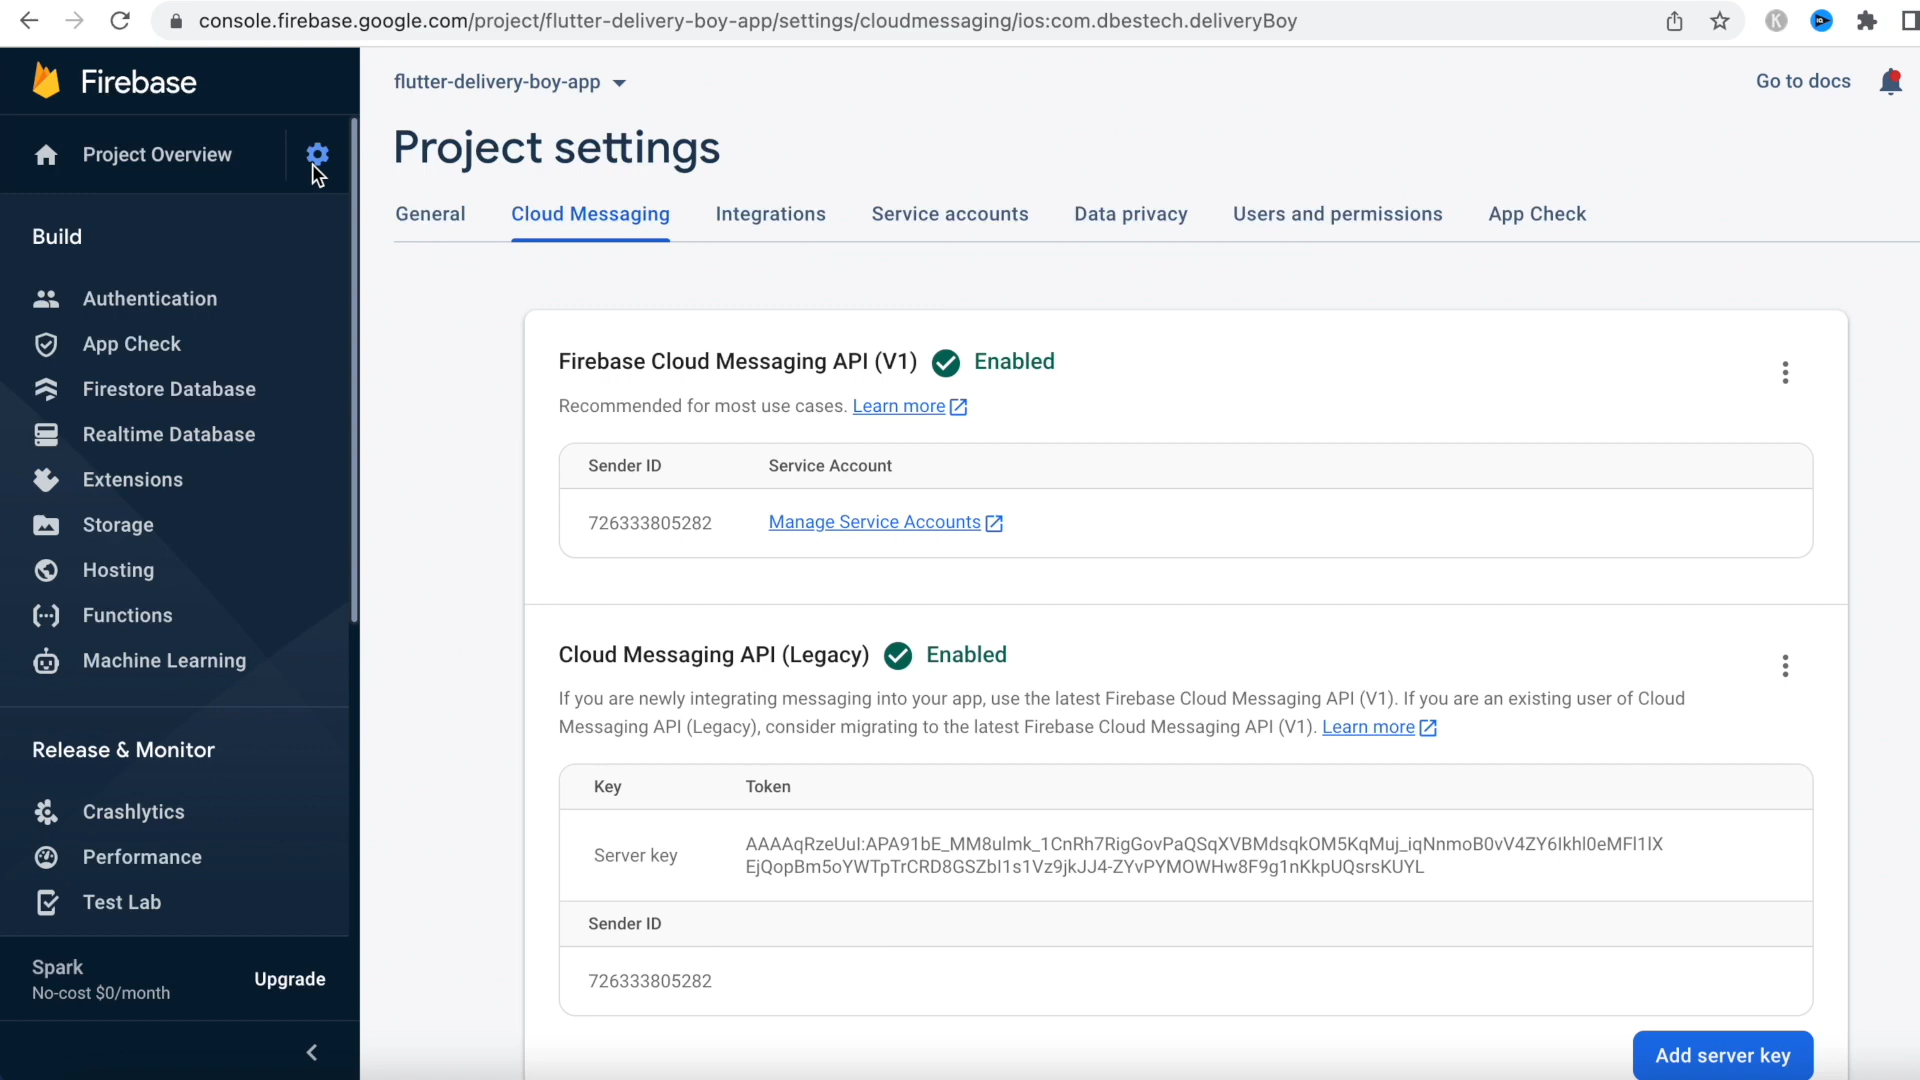 console.firebase.google.com/project/flutter-delivery-boy-app/settings/cloudmessaging/ios:com.dbestech.deliveryBoy
K
Firebase
flutter-delivery-boy-app
Go to docs
Project Overview
Project settings
General Cloud Messaging Integrations Service accounts Data privacy Users and permissions App Check
Build
Authentication
App Check
Firestore Database
Realtime Database
Extensions
Storage
Hosting
Functions
Machine Learning
Release & Monitor
Crashlytics
Performance
Test Lab
Spark
No-cost $0/month
Upgrade
Firebase Cloud Messaging API (V1) Enabled
Recommended for most use cases. Learn more
Sender ID Service Account
726333805282 Manage Service Accounts
Cloud Messaging API (Legacy) Enabled
If you are newly integrating messaging into your app, use the latest Firebase Cloud Messaging API (V1). If you are an existing user of Cloud
Messaging API (Legacy), consider migrating to the latest Firebase Cloud Messaging API (V1). Learn more
Key Token
Server key
Sender ID
726333805282
Add server key